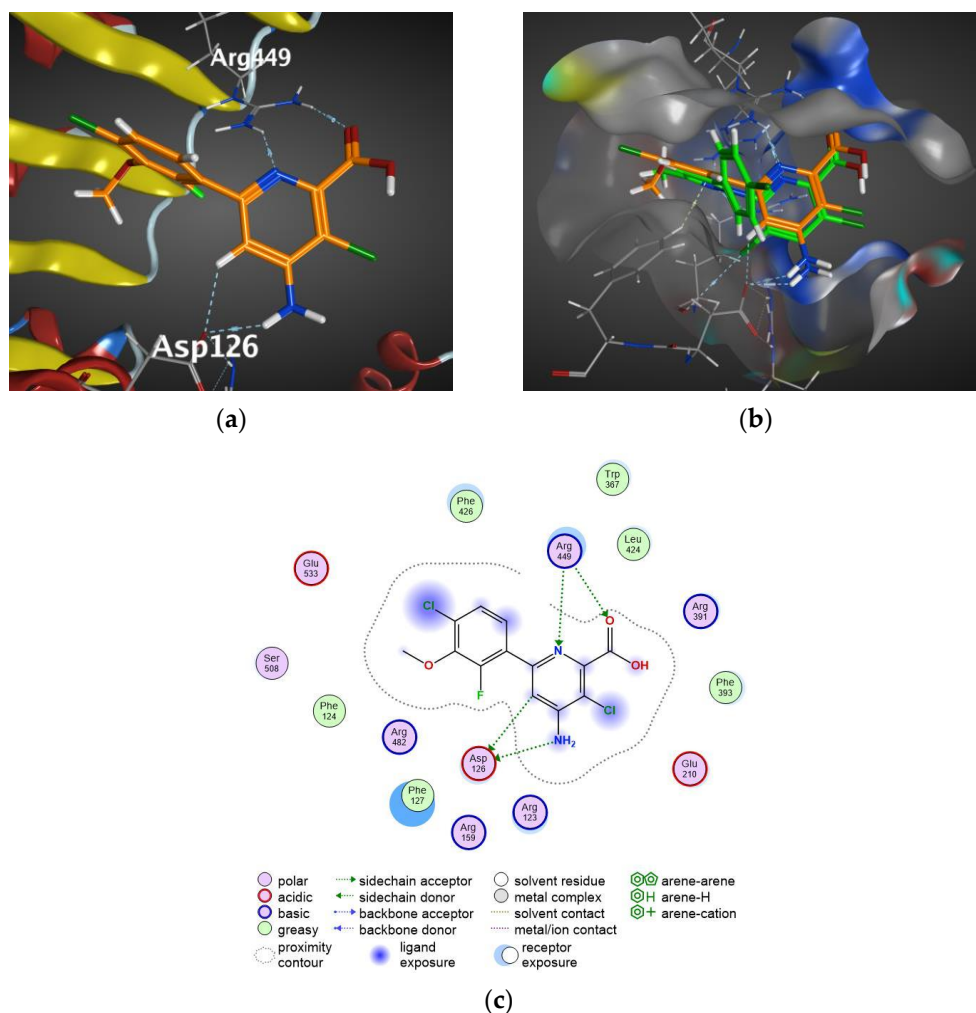 Arg449
Asp126
(a)
(b)
Trp
367
Phe
426
Arg
449
Leu
424
Glu
533
Cl
O
Arg
391
N
OH
Ser
508
O
F
Cl
Phe
393
Phe
124
Arg
482
NH2
Asp
126
Glu
210
Phe
127
Arg
123
Arg
159
polar sidechain acceptor solvent residue arene-arene
acidic sidechain donor metal complex H arene-H
basic backbone acceptor solvent contact + arene-cation
greasy backbone donor metal/ion contact
proximity contour
ligand exposure
receptor exposure
(c)